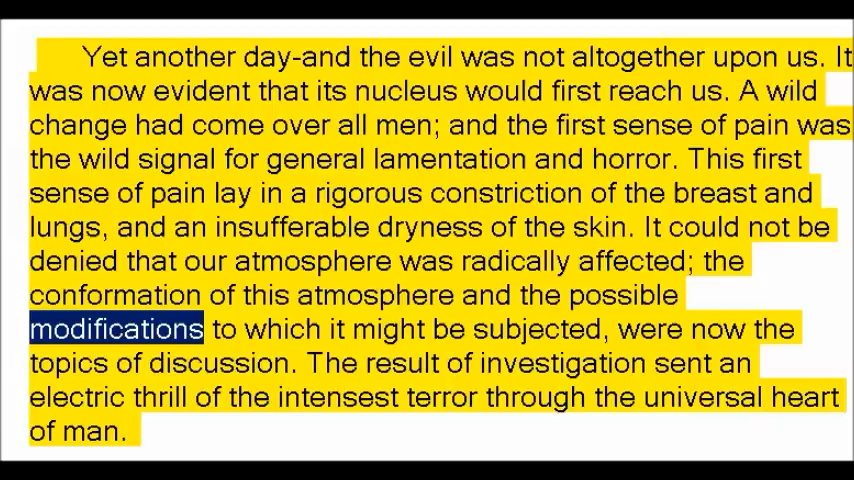 Yet another day-and the evil was not altogether upon us. It
was now evident that its nucleus would first reach us. A wild
change had come over all men; and the first sense of pain was
the wild signal for general lamentation and horror. This first
sense of pain lay in a rigorous constriction of the breast and
lungs, and an insufferable dryness of the skin. It could not be
denied that our atmosphere was radically affected; the
conformation of this atmosphere and the possible
modifications to which it might be subjected, were now the
topics of discussion. The result of investigation sent an
electric thrill of the intensest terror through the universal heart
of man.